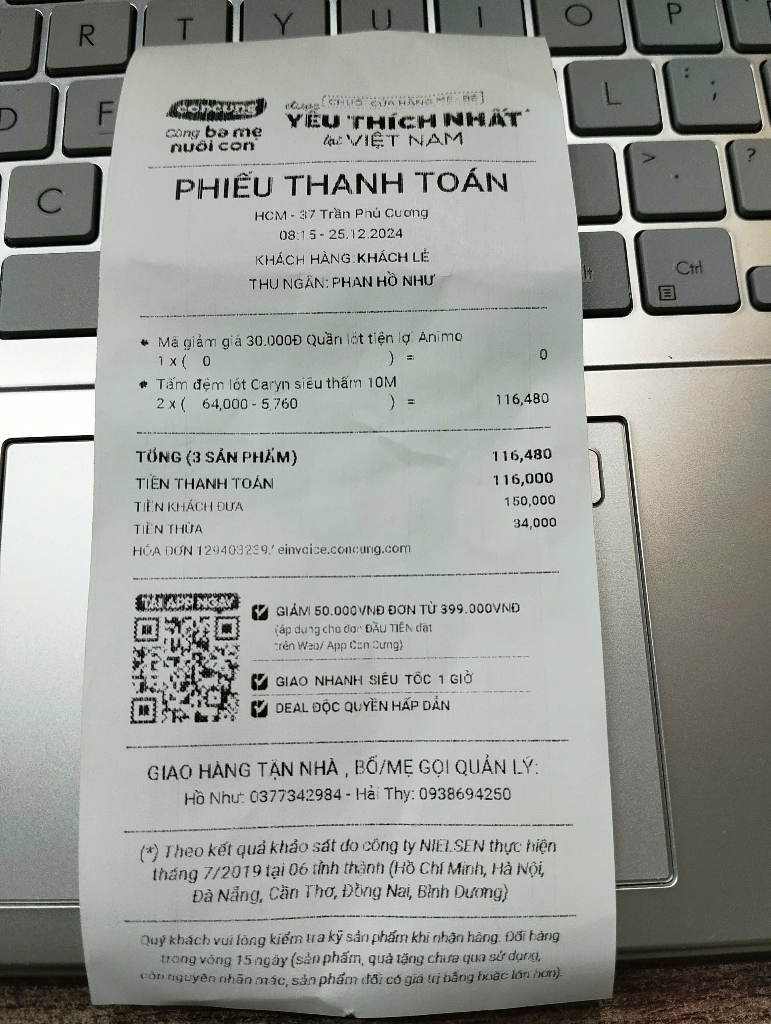 R T Y U I O P
D F L : ;
C > . ?
Ctrl
concung
Cùng ba mẹ
nuôi con
được CHUỖI CỬA HÀNG MẸ - BÉ
YÊU THÍCH NHẤT*
tại VIỆT NAM
PHIẾU THANH TOÁN
HCM - 37 Trần Phú Cương
08:15 - 25.12.2024
KHÁCH HÀNG: KHÁCH LẺ
THU NGÂN: PHAN HỒ NHƯ
Mã giảm giá 30.000Đ Quần lót tiện lợi Animo
1 x ( 0 ) = 0
Tấm đệm lót Caryn siêu thấm 10M
2 x ( 64,000 - 5,760 ) = 116,480
TỔNG (3 SẢN PHẨM) 116,480
TIỀN THANH TOÁN 116,000
TIỀN KHÁCH ĐƯA 150,000
TIỀN THỪA 34,000
HÓA ĐƠN 129403239/ einvoice.concung.com
TẢI APP NGAY
GIẢM 50.000VNĐ ĐƠN TỪ 399.000VNĐ
(áp dụng cho đơn ĐẦU TIÊN đặt
trên Web/ App Con Cưng)
GIAO NHANH SIÊU TỐC 1 GIỜ
DEAL ĐỘC QUYỀN HẤP DẪN
GIAO HÀNG TẬN NHÀ , BỐ/MẸ GỌI QUẢN LÝ:
Hồ Như: 0377342984 - Hải Thy: 0938694250
(*) Theo kết quả khảo sát do công ty NIELSEN thực hiện
tháng 7/2019 tại 06 tỉnh thành (Hồ Chí Minh, Hà Nội,
Đà Nẵng, Cần Thơ, Đồng Nai, Bình Dương)
Quý khách vui lòng kiểm tra kỹ sản phẩm khi nhận hàng. Đổi hàng
trong vòng 15 ngày (sản phẩm, quà tặng chưa qua sử dụng,
còn nguyên nhãn mác, sản phẩm đổi có giá trị bằng hoặc lớn hơn).